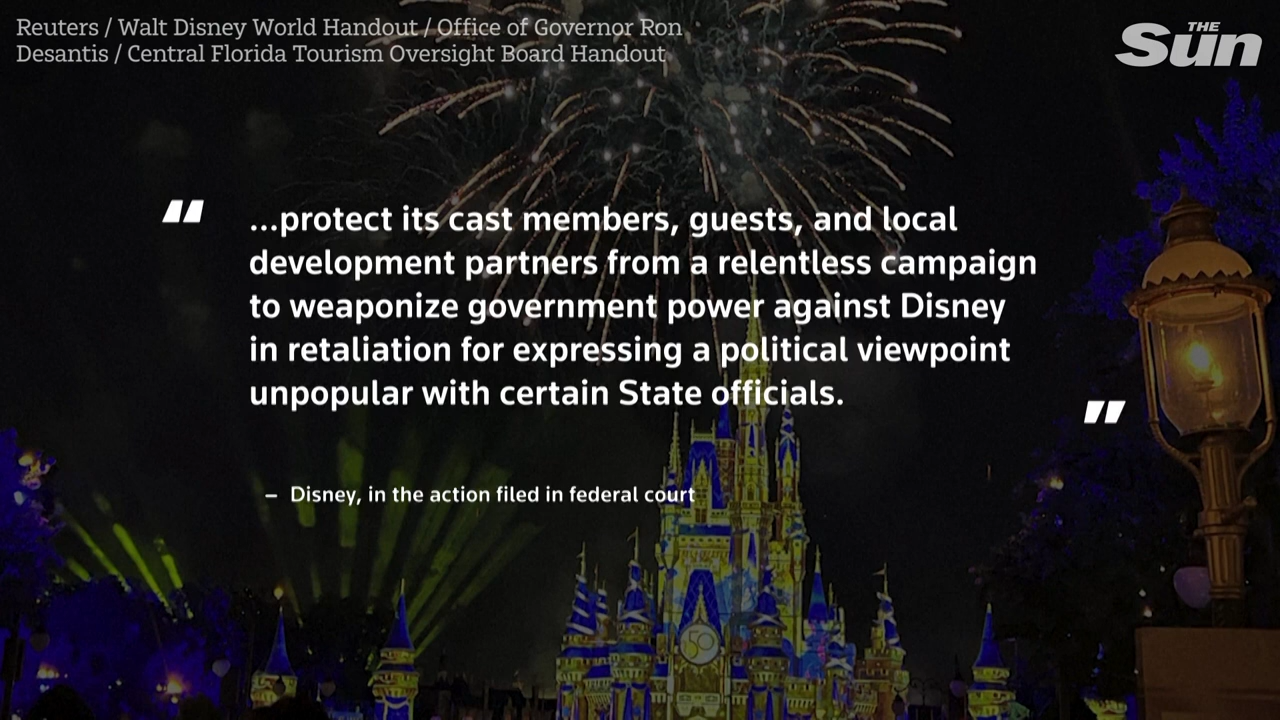 Reuters / Walt Disney World Handout / Office of Governor Ron
Desantis / Central Florida Tourism Oversight Board Handout
THE
Sun
“
...protect its cast members, guests, and local
development partners from a relentless campaign
to weaponize government power against Disney
in retaliation for expressing a political viewpoint
unpopular with certain State officials.
”
– Disney, in the action filed in federal court
50